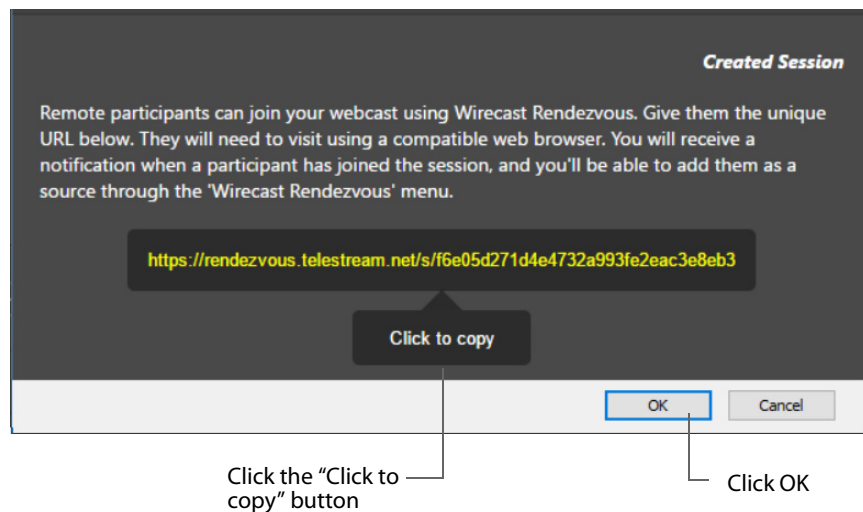 Created Session
Remote participants can join your webcast using Wirecast Rendezvous. Give them the unique
URL below. They will need to visit using a compatible web browser. You will receive a
notification when a participant has joined the session, and you'll be able to add them as a
source through the 'Wirecast Rendezvous' menu.
https://rendezvous.telestream.net/s/f6e05d271d4e4732a993fe2eac3e8eb3
Click to copy
OK
Cancel
Click the “Click to
copy” button
Click OK